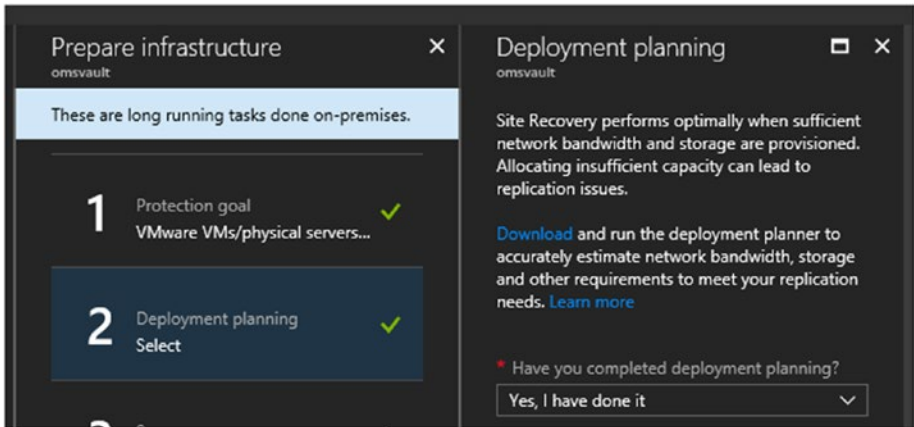 Prepare infrastructure
omsvault
These are long running tasks done on-premises.
1
Protection goal
VMware VMs/physical servers...
2
Deployment planning
Select
Deployment planning
omsvault
Site Recovery performs optimally when sufficient
network bandwidth and storage are provisioned.
Allocating insufficient capacity can lead to
replication issues.
Download and run the deployment planner to
accurately estimate network bandwidth, storage
and other requirements to meet your replication
needs. Learn more
* Have you completed deployment planning?
Yes, I have done it